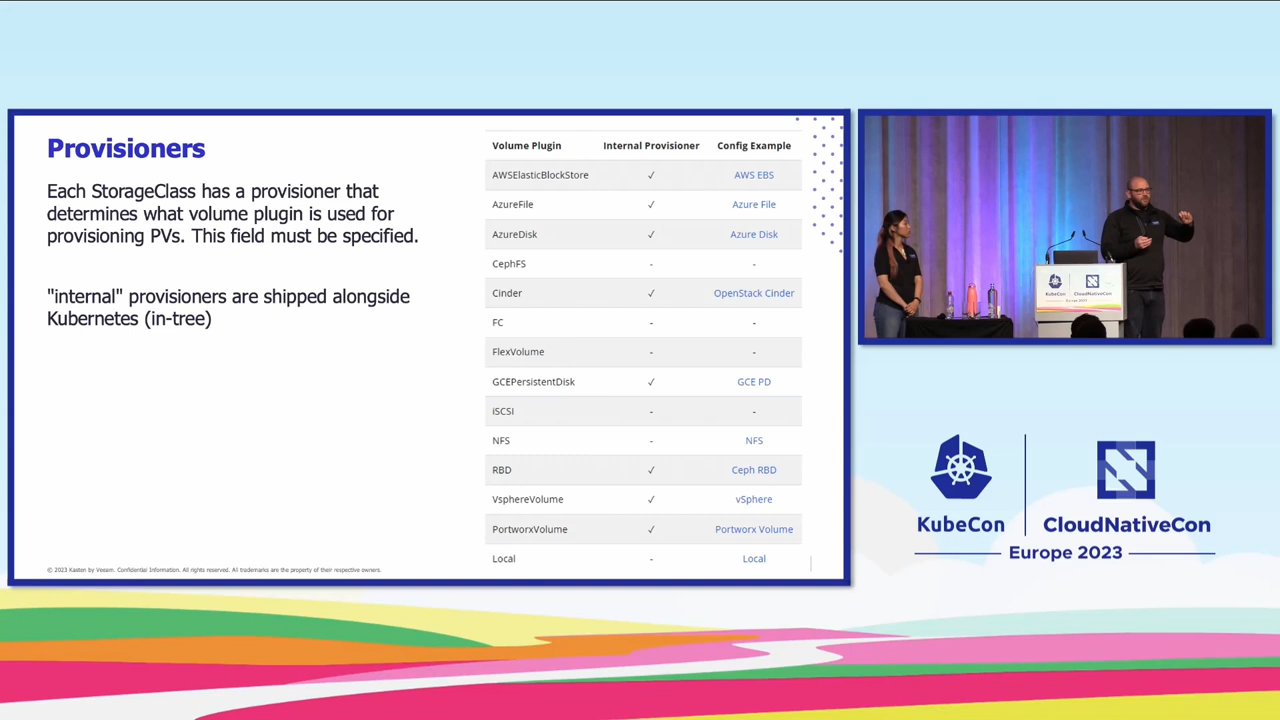 Provisioners
Each StorageClass has a provisioner that
determines what volume plugin is used for
provisioning PVs. This field must be specified.
"internal" provisioners are shipped alongside
Kubernetes (in-tree)
Volume Plugin Internal Provisioner Config Example
AWSElasticBlockStore ✓ AWS EBS
AzureFile ✓ Azure File
AzureDisk ✓ Azure Disk
CephFS - -
Cinder ✓ OpenStack Cinder
FC - -
FlexVolume - -
GCEPersistentDisk ✓ GCE PD
iSCSI - -
NFS - NFS
RBD ✓ Ceph RBD
VsphereVolume ✓ vSphere
PortworxVolume ✓ Portworx Volume
Local - Local
© 2023 Kasten by Veeam. Confidential Information. All rights reserved. All trademarks are the property of their respective owners.
KubeCon CloudNativeCon
Europe 2023
KubeCon CloudNativeCon
Europe 2023